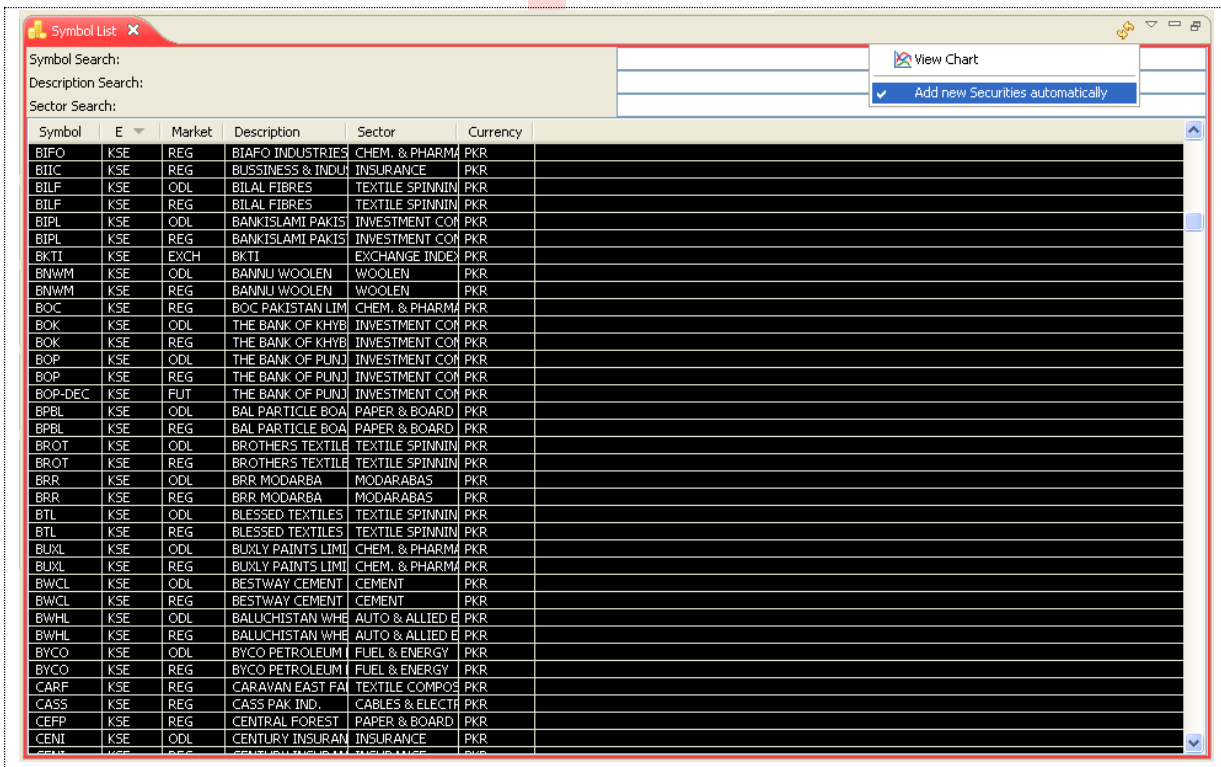 Symbol List
Symbol Search:
Description Search:
Sector Search:
View Chart
Add new Securities automatically
Symbol E Market Description Sector Currency
BIFO KSE REG BIAFO INDUSTRIES CHEM. & PHARMA PKR
BIIC KSE REG BUSSINESS & INDU INSURANCE PKR
BILF KSE ODL BILAL FIBRES TEXTILE SPINNIN PKR
BILF KSE REG BILAL FIBRES TEXTILE SPINNIN PKR
BIPL KSE ODL BANKISLAMI PAKIS INVESTMENT COM PKR
BIPL KSE REG BANKISLAMI PAKIS INVESTMENT COM PKR
BKTI KSE EXCH BKTI EXCHANGE INDEX PKR
BNWM KSE ODL BANNU WOOLEN WOOLEN PKR
BNWM KSE REG BANNU WOOLEN WOOLEN PKR
BOC KSE REG BOC PAKISTAN LIM CHEM. & PHARMA PKR
BOK KSE ODL THE BANK OF KHYB INVESTMENT COM PKR
BOK KSE REG THE BANK OF KHYB INVESTMENT COM PKR
BOP KSE ODL THE BANK OF PUNJ INVESTMENT COM PKR
BOP KSE REG THE BANK OF PUNJ INVESTMENT COM PKR
BOP-DEC KSE FUT THE BANK OF PUNJ INVESTMENT COM PKR
BPBL KSE ODL BAL PARTICLE BOA PAPER & BOARD PKR
BPBL KSE REG BAL PARTICLE BOA PAPER & BOARD PKR
BROT KSE ODL BROTHERS TEXTILE TEXTILE SPINNIN PKR
BROT KSE REG BROTHERS TEXTILE TEXTILE SPINNIN PKR
BRR KSE ODL BRR MODARBA MODARABAS PKR
BRR KSE REG BRR MODARBA MODARABAS PKR
BTL KSE ODL BLESSED TEXTILES TEXTILE SPINNIN PKR
BTL KSE REG BLESSED TEXTILES TEXTILE SPINNIN PKR
BUXL KSE ODL BUXLY PAINTS LIMI CHEM. & PHARMA PKR
BUXL KSE REG BUXLY PAINTS LIMI CHEM. & PHARMA PKR
BWCL KSE ODL BESTWAY CEMENT CEMENT PKR
BWCL KSE REG BESTWAY CEMENT CEMENT PKR
BWHL KSE ODL BALUCHISTAN WHE AUTO & ALLIED E PKR
BWHL KSE REG BALUCHISTAN WHE AUTO & ALLIED E PKR
BYCO KSE ODL BYCO PETROLEUM FUEL & ENERGY PKR
BYCO KSE REG BYCO PETROLEUM FUEL & ENERGY PKR
CARF KSE REG CARAVAN EAST FA TEXTILE COMPOS PKR
CASS KSE REG CASS PAK IND. CABLES & ELECTR PKR
CEFP KSE REG CENTRAL FOREST PAPER & BOARD PKR
CENI KSE ODL CENTURY INSURAN INSURANCE PKR